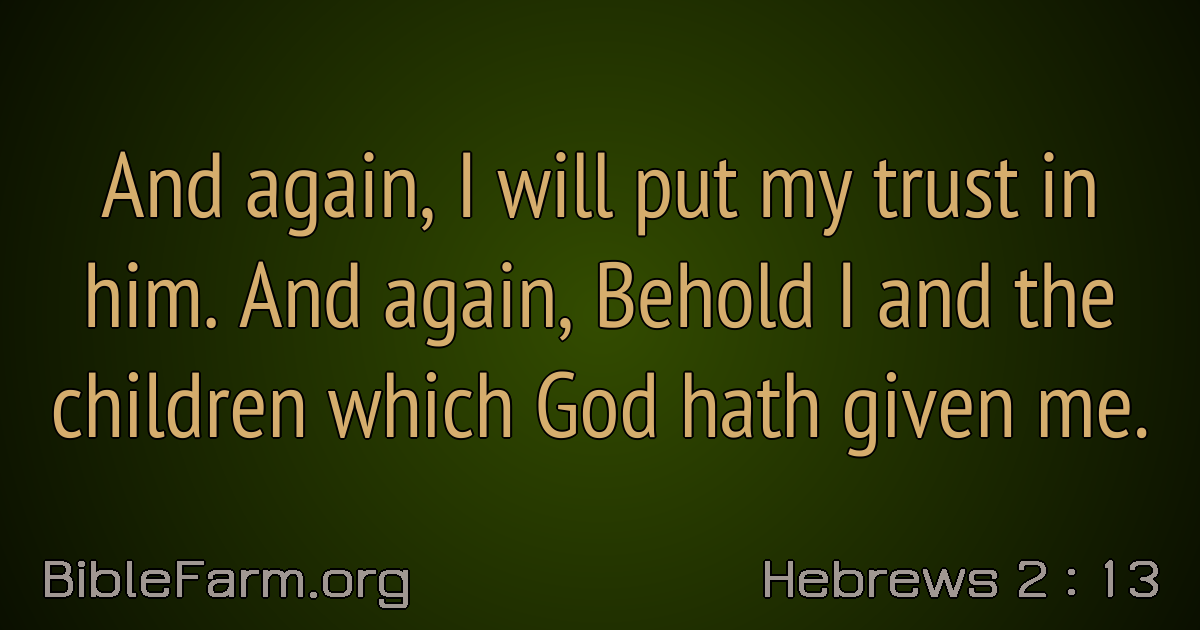 And again, I will put my trust in
him. And again, Behold I and the
children which God hath given me.
BibleFarm.org
Hebrews 2 : 13